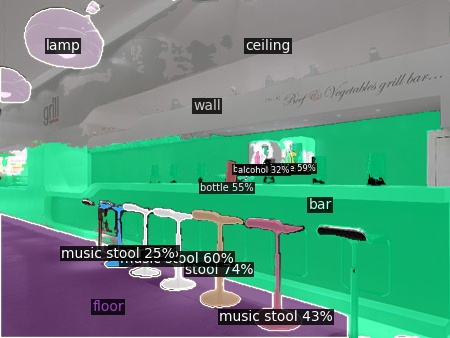 lamp
ceiling
Beef & Vegetables grill bar...
wall
grill
alcohol 32%
59%
bottle 55%
bar
music stool 25%
music stool 60%
stool 74%
floor
music stool 43%